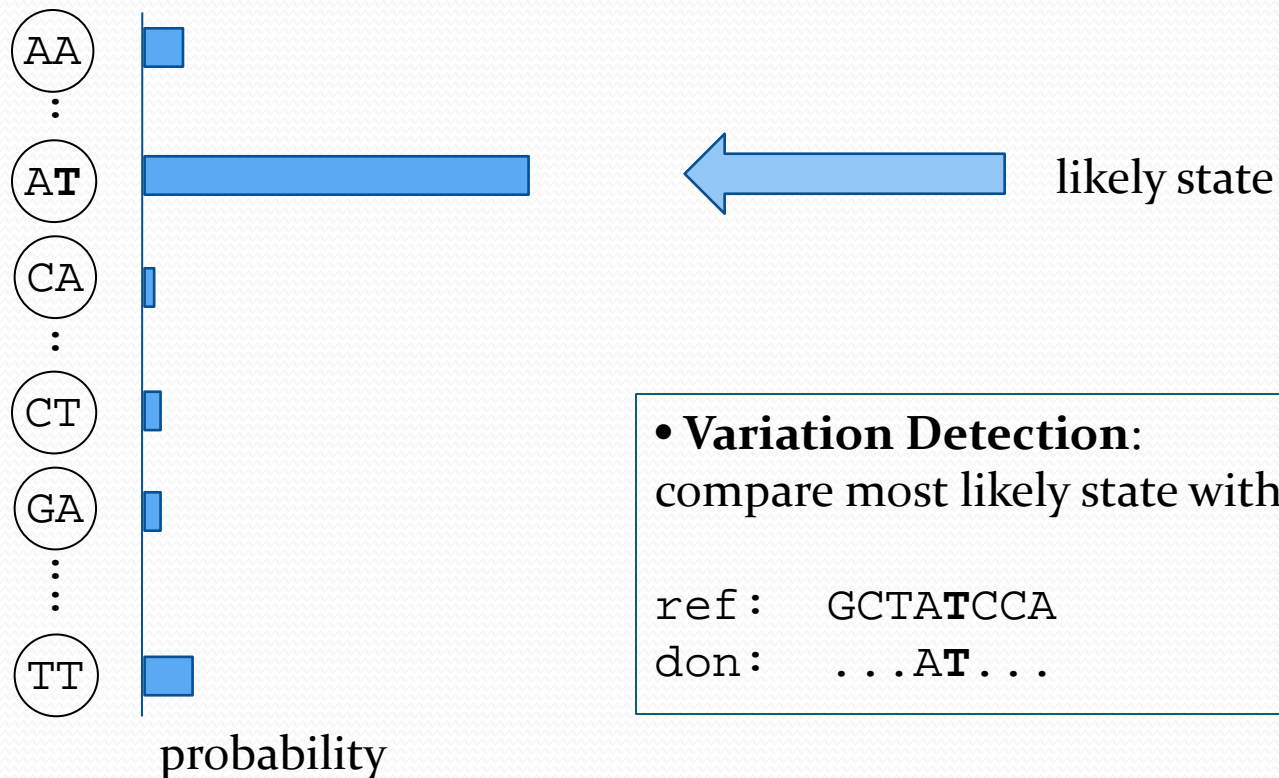 AA
:
AT
likely state
CA
:
CT
GA
......
TT
probability
• Variation Detection:
compare most likely state with
ref: GCTATCCA
don: ...AT...